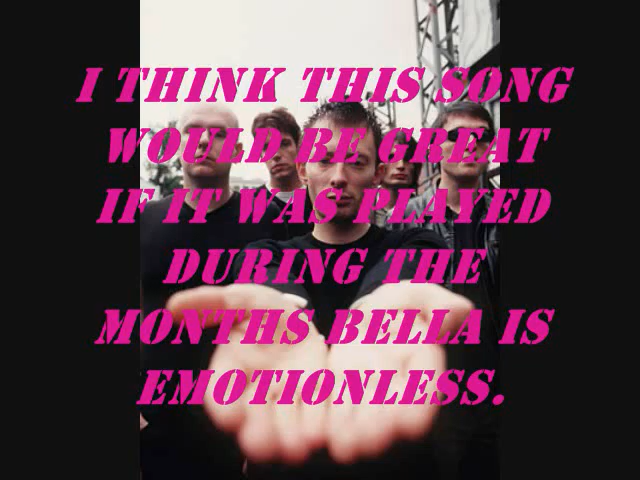 I THINK THIS SONG
WOULD BE GREAT
IF IT WAS PLAYED
DURING THE
MONTHS BELLA IS
EMOTIONLESS.